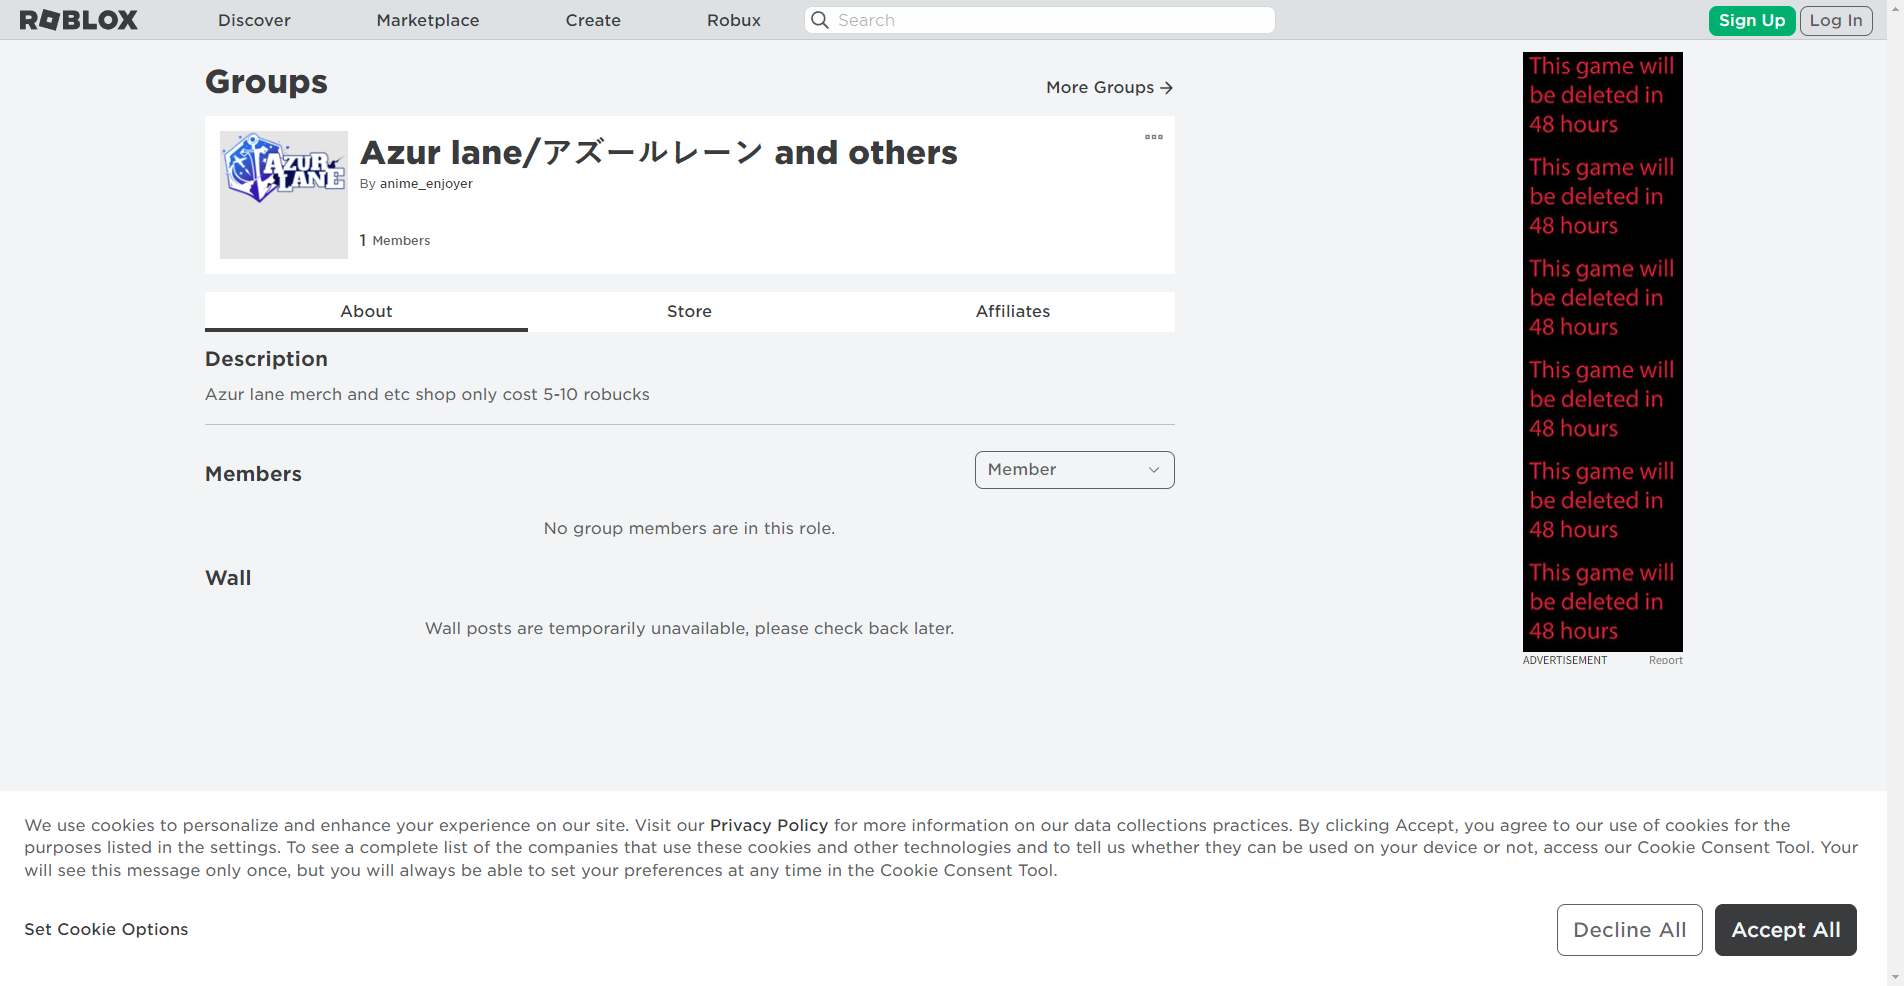 ROBLOX
Discover
Marketplace
Create
Robux
Search
Sign Up
Log In
Groups
More Groups →
AZUR LANE
Azur lane/アズールレーン and others
By anime_enjoyer
1 Members
About
Store
Affiliates
Description
Azur lane merch and etc shop only cost 5-10 robucks
Members
Member
No group members are in this role.
Wall
Wall posts are temporarily unavailable, please check back later.
This game will
be deleted in
48 hours
This game will
be deleted in
48 hours
This game will
be deleted in
48 hours
This game will
be deleted in
48 hours
This game will
be deleted in
48 hours
This game will
be deleted in
48 hours
ADVERTISEMENT
Report
We use cookies to personalize and enhance your experience on our site. Visit our Privacy Policy for more information on our data collections practices. By clicking Accept, you agree to our use of cookies for the
purposes listed in the settings. To see a complete list of the companies that use these cookies and other technologies and to tell us whether they can be used on your device or not, access our Cookie Consent Tool. Your
will see this message only once, but you will always be able to set your preferences at any time in the Cookie Consent Tool.
Set Cookie Options
Decline All
Accept All